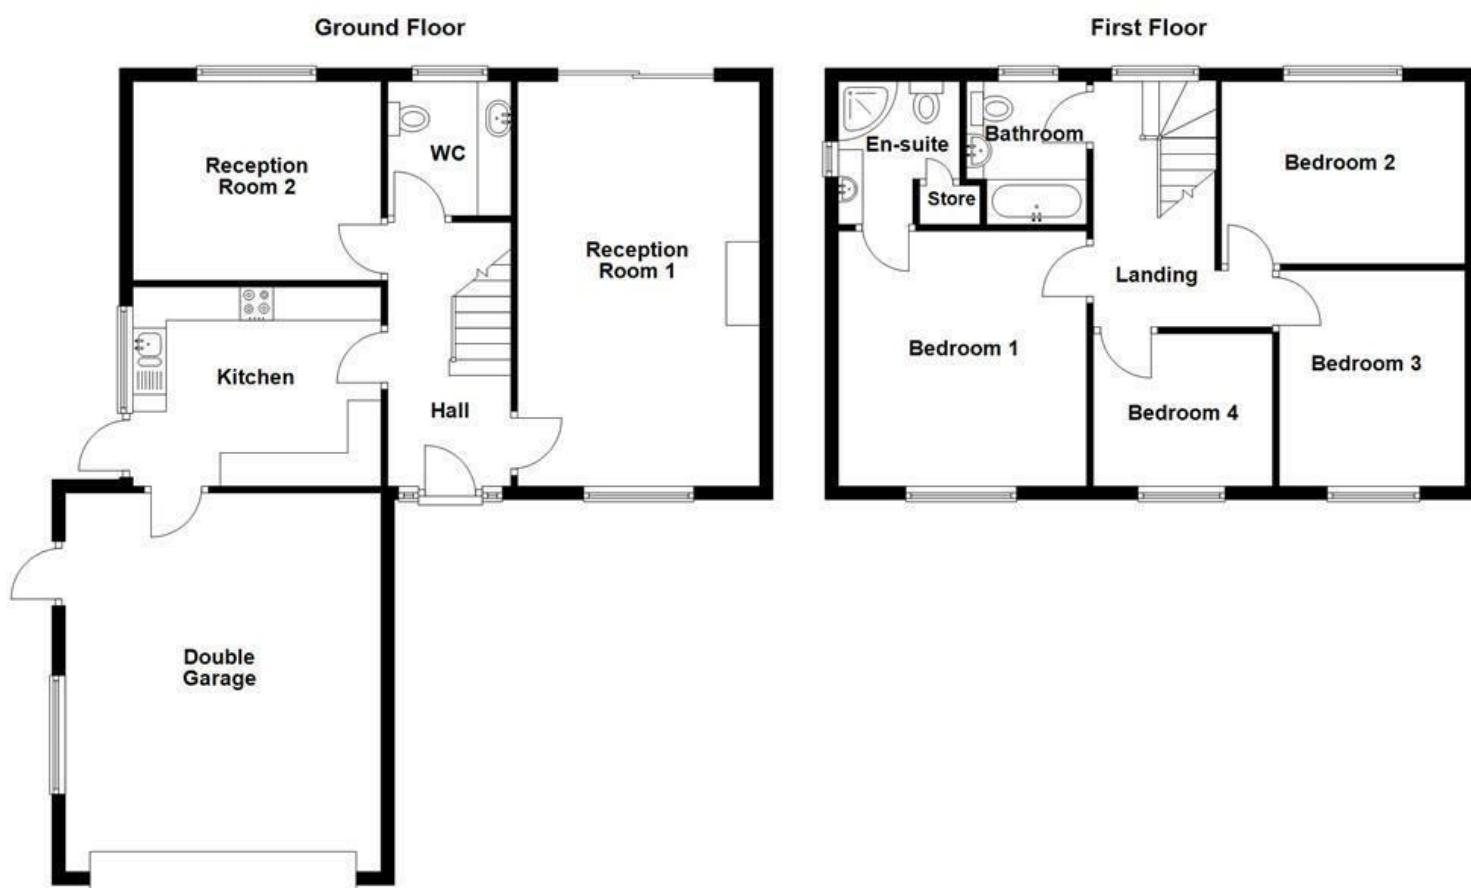 Ground Floor
Reception
Room 2
WC
Reception
Room 1
Kitchen
Hall
Double
Garage
First Floor
En-suite
Bathroom
Store
Bedroom 2
Landing
Bedroom 1
Bedroom 3
Bedroom 4